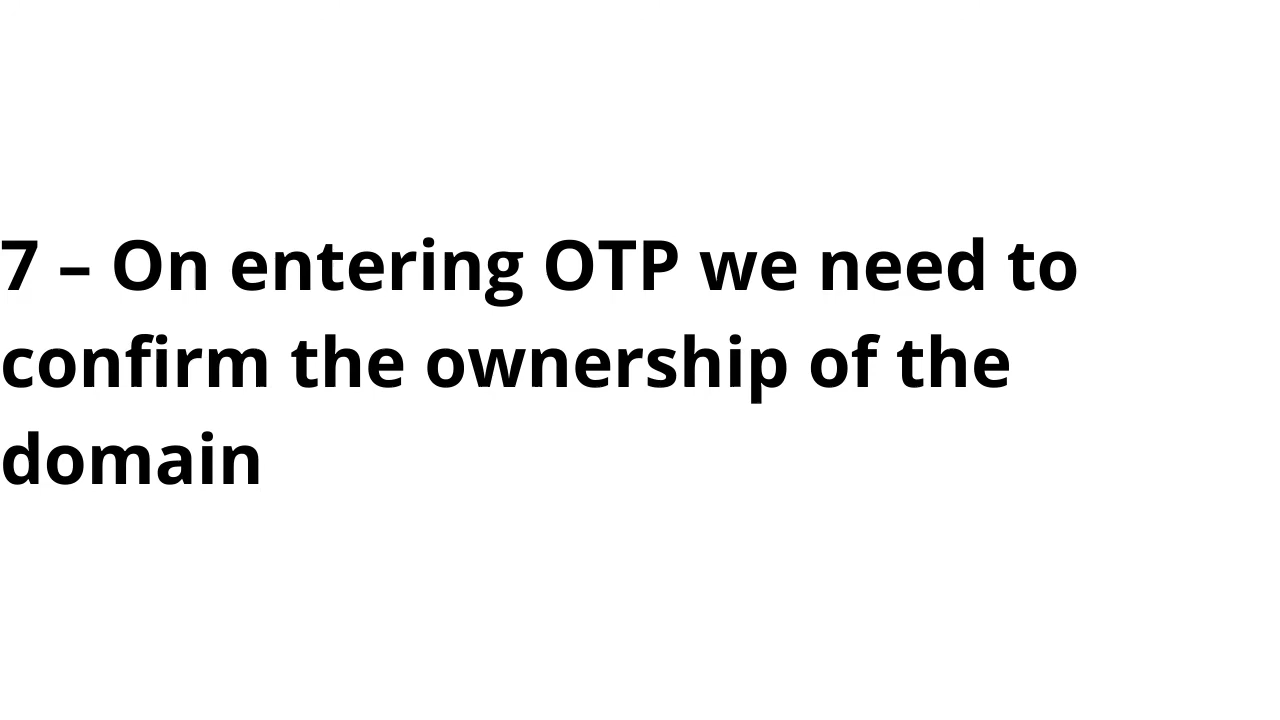 7 – On entering OTP we need to
confirm the ownership of the
domain